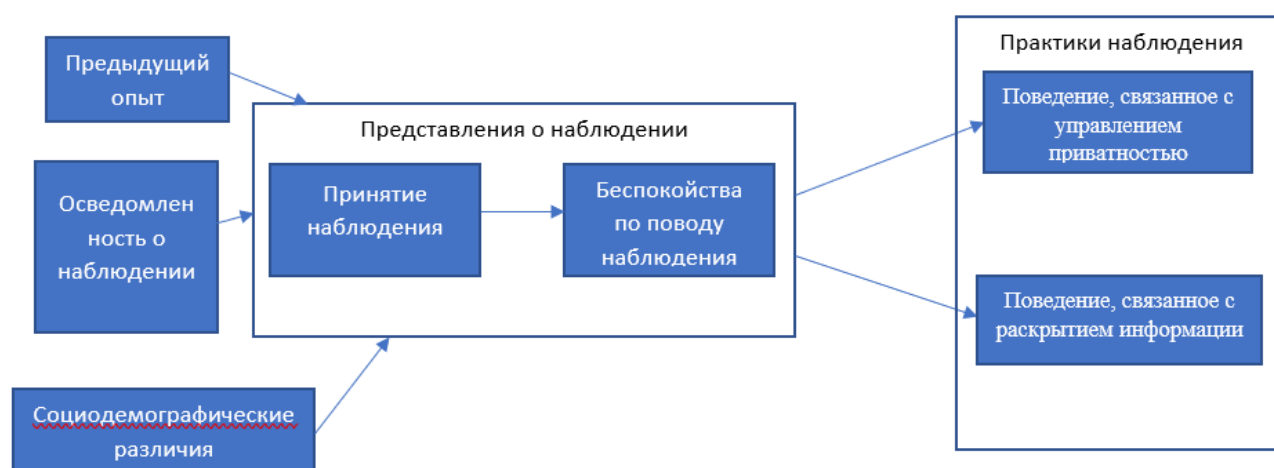 Предыдущий
опыт
Осведомлен
ность о
наблюдении
Социодемографические
различия
Представления о наблюдении
Принятие
наблюдения
Беспокойства
по поводу
наблюдения
Практики наблюдения
Поведение, связанное с
управлением
приватностью
Поведение, связанное с
раскрытием информации